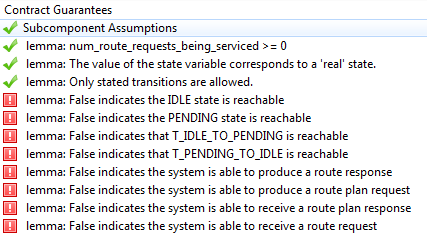 Contract Guarantees
Subcomponent Assumptions
lemma: num_route_requests_being_serviced >= 0
lemma: The value of the state variable corresponds to a 'real' state.
lemma: Only stated transitions are allowed.
lemma: False indicates the IDLE state is reachable
lemma: False indicates the PENDING state is reachable
lemma: False indicates that T_IDLE_TO_PENDING is reachable
lemma: False indicates that T_PENDING_TO_IDLE is reachable
lemma: False indicates the system is able to produce a route response
lemma: False indicates the system is able to produce a route plan request
lemma: False indicates the system is able to receive a route plan response
lemma: False indicates the system is able to receive a route request